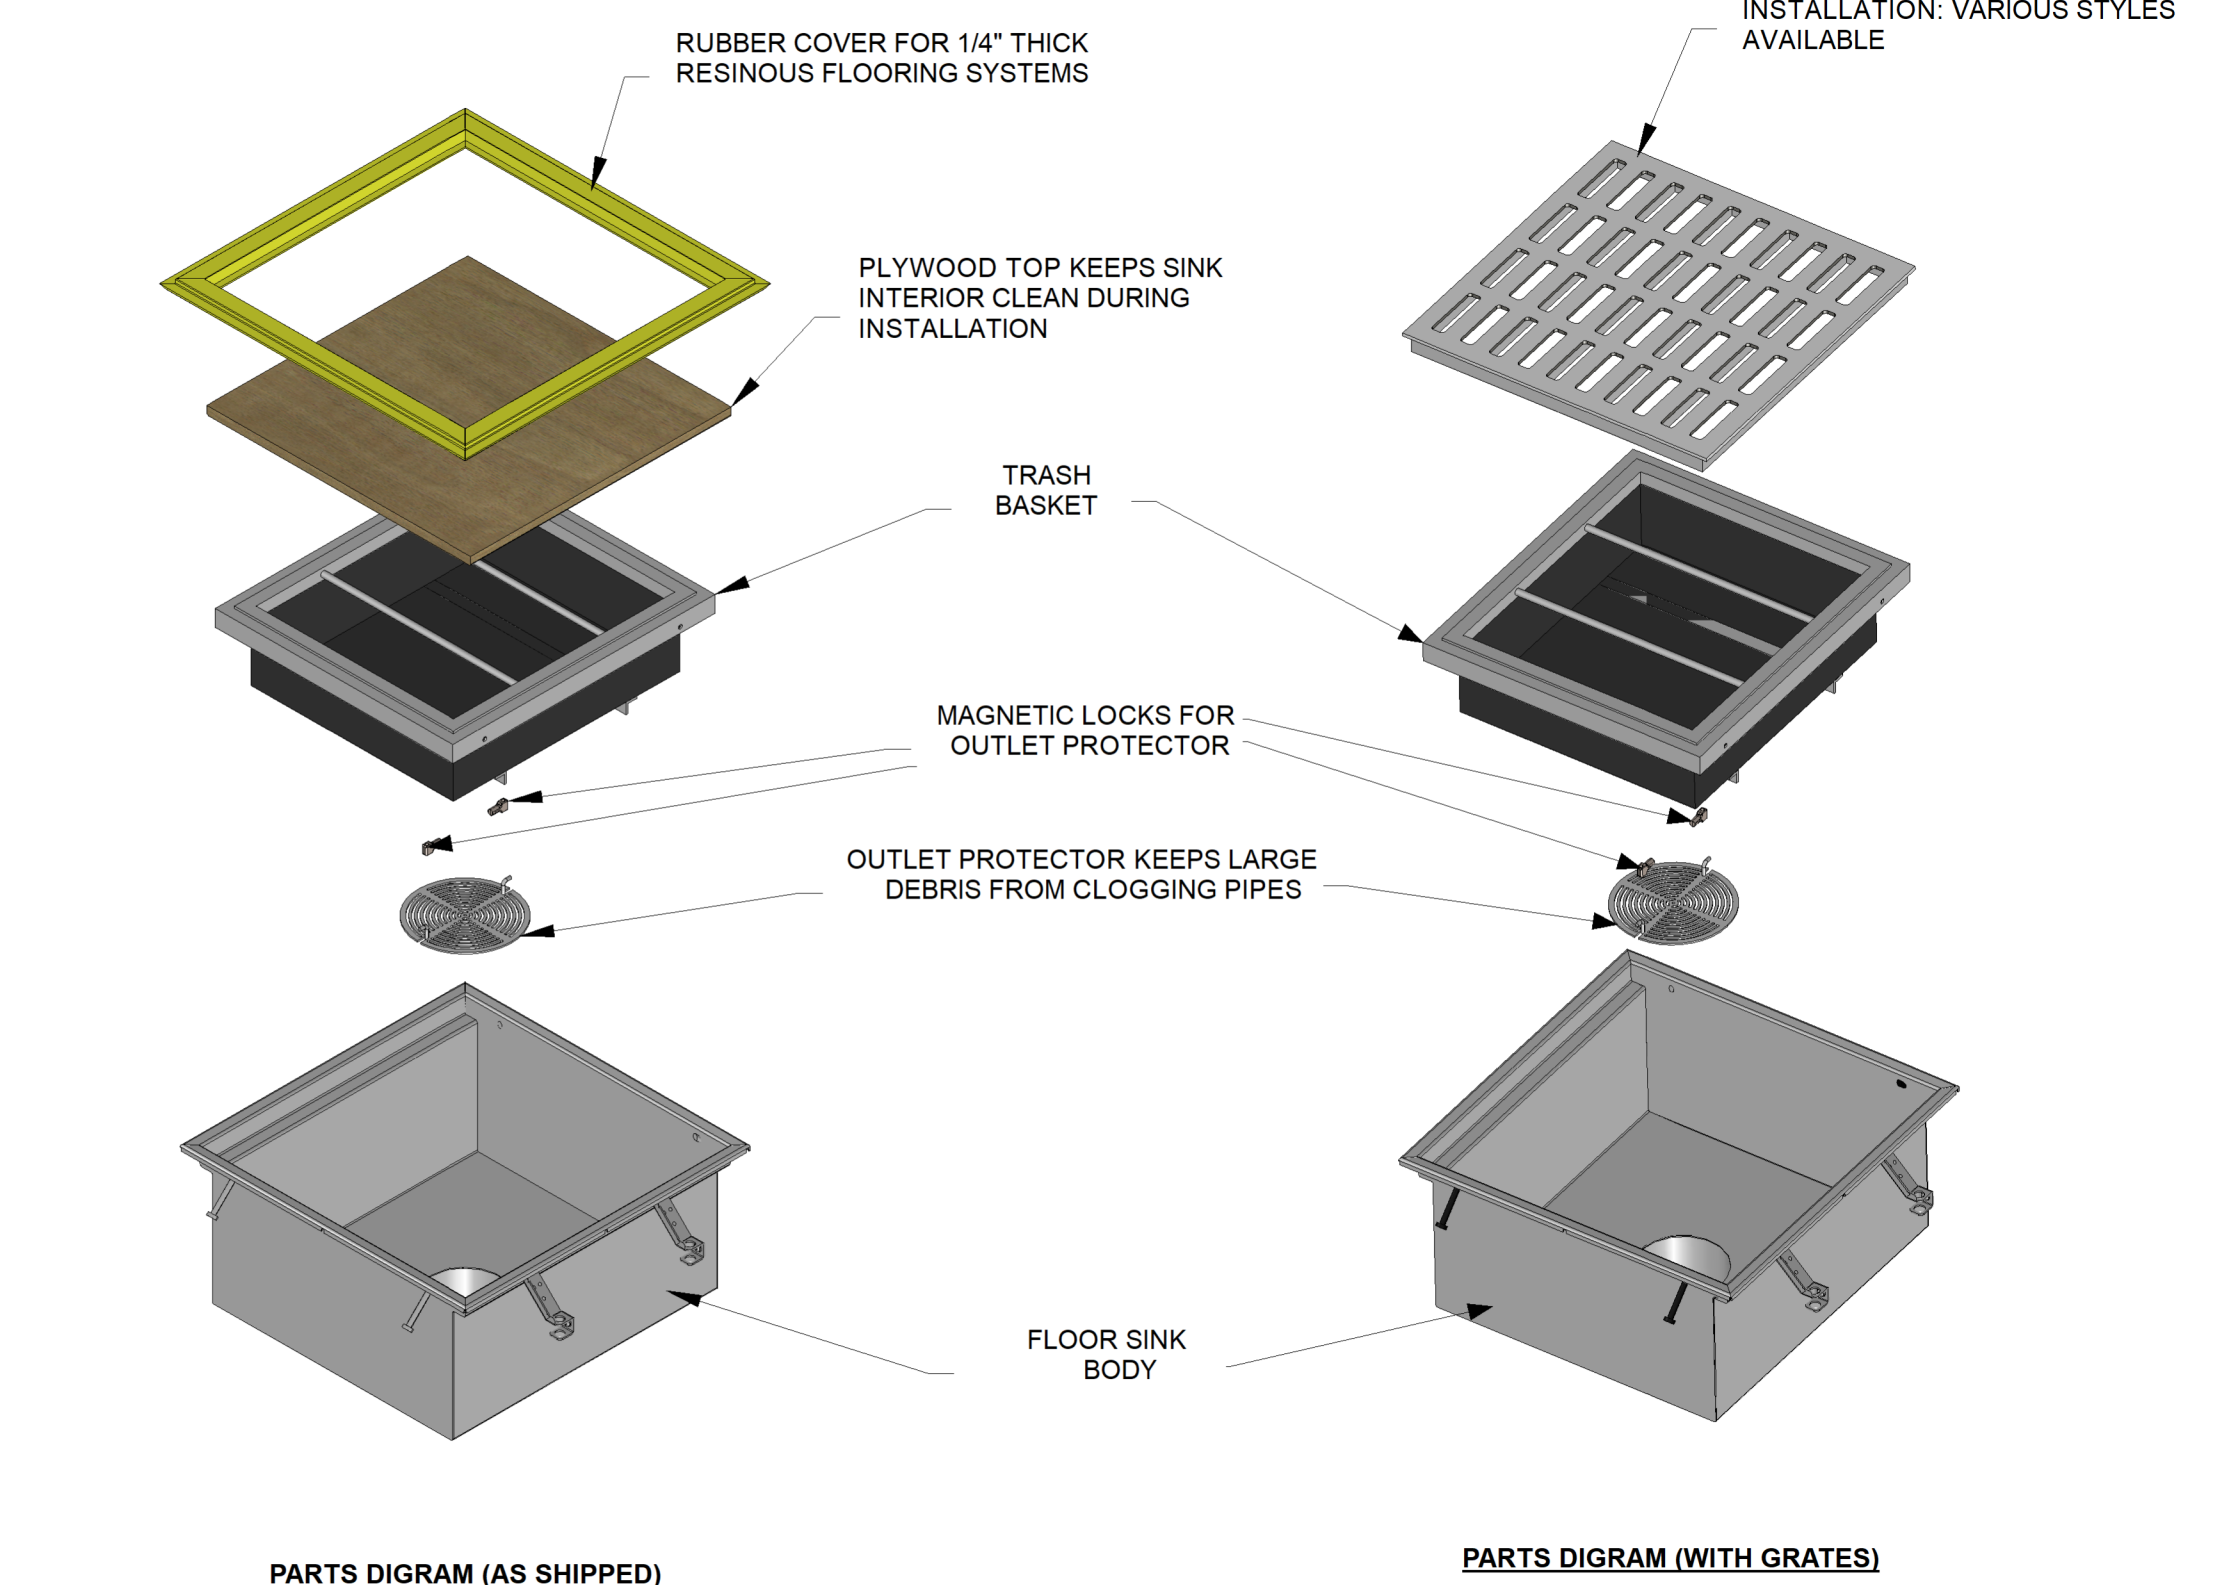 INSTALLATION: VARIOUS STYLES
AVAILABLE
RUBBER COVER FOR 1/4" THICK
RESINOUS FLOORING SYSTEMS
PLYWOOD TOP KEEPS SINK
INTERIOR CLEAN DURING
INSTALLATION
TRASH
BASKET
MAGNETIC LOCKS FOR
OUTLET PROTECTOR
OUTLET PROTECTOR KEEPS LARGE
DEBRIS FROM CLOGGING PIPES
FLOOR SINK
BODY
PARTS DIGRAM (AS SHIPPED)
PARTS DIGRAM (WITH GRATES)